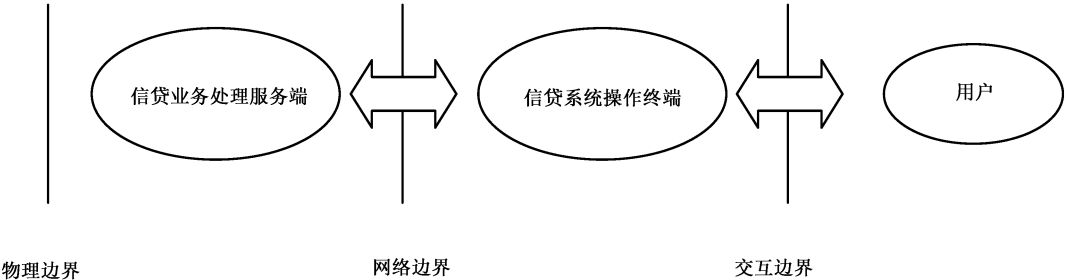 信贷业务处理服务端
信贷系统操作终端
用户
物理边界
网络边界
交互边界